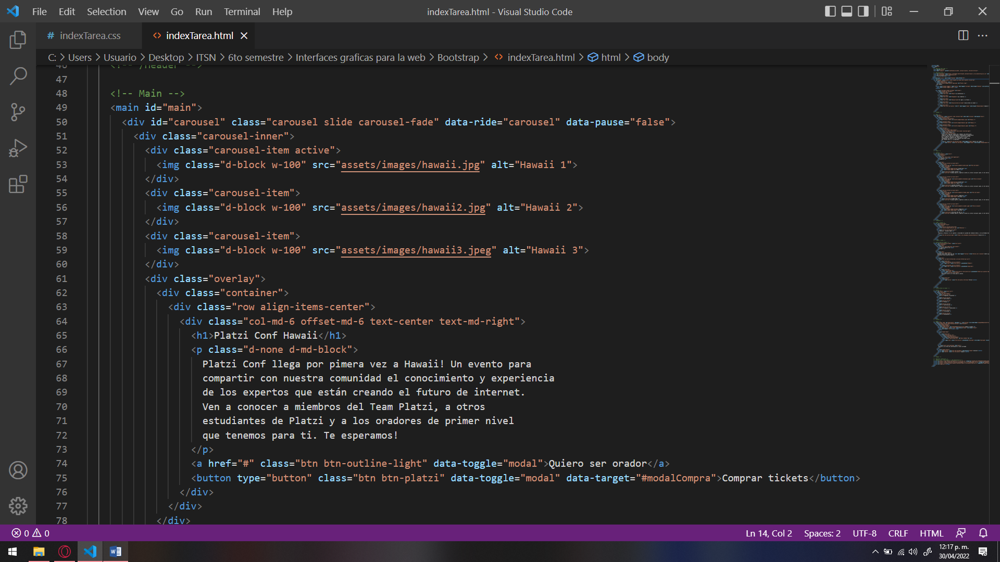 File Edit Selection View Go Run Terminal Help indexTarea.html - Visual Studio Code
# indexTarea.css <> indexTarea.html
C: > Users > Usuario > Desktop > ITSN > 6to semestre > Interfaces graficas para la web > Bootstrap > <> indexTarea.html > html > body
46 <!-- /Header -->
47
48 <!-- Main -->
49 <main id="main">
50 <div id="carousel" class="carousel slide carousel-fade" data-ride="carousel" data-pause="false">
51 <div class="carousel-inner">
52 <div class="carousel-item active">
53 <img class="d-block w-100" src="assets/images/hawaii.jpg" alt="Hawaii 1">
54 </div>
55 <div class="carousel-item">
56 <img class="d-block w-100" src="assets/images/hawaii2.jpg" alt="Hawaii 2">
57 </div>
58 <div class="carousel-item">
59 <img class="d-block w-100" src="assets/images/hawaii3.jpeg" alt="Hawaii 3">
60 </div>
61 <div class="overlay">
62 <div class="container">
63 <div class="row align-items-center">
64 <div class="col-md-6 offset-md-6 text-center text-md-right">
65 <h1>Platzi Conf Hawaii</h1>
66 <p class="d-none d-md-block">
67 Platzi Conf llega por pimera vez a Hawaii! Un evento para
68 compartir con nuestra comunidad el conocimiento y experiencia
69 de los expertos que están creando el futuro de internet.
70 Ven a conocer a miembros del Team Platzi, a otros
71 estudiantes de Platzi y a los oradores de primer nivel
72 que tenemos para ti. Te esperamos!
73 </p>
74 <a href="#" class="btn btn-outline-light" data-toggle="modal">Quiero ser orador</a>
75 <button type="button" class="btn btn-platzi" data-toggle="modal" data-target="#modalCompra">Comprar tickets</button>
76 </div>
77 </div>
78 </div>
0 0 Ln 14, Col 2 Spaces: 2 UTF-8 CRLF HTML
12:17 p. m.
30/04/2022